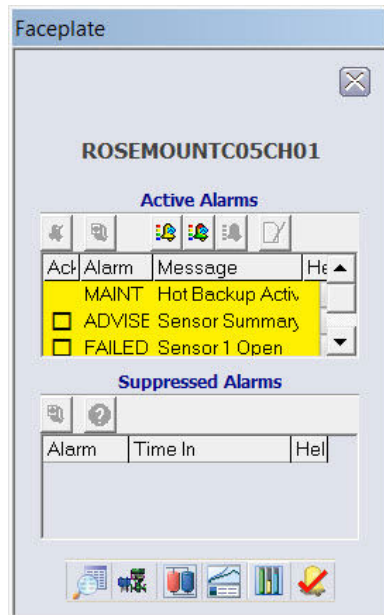 Faceplate
ROSEMOUNTC05CH01
Active Alarms
Ack Alarm Message He
MAINT Hot Backup Activ
ADVISE Sensor Summary
FAILED Sensor 1 Open
Suppressed Alarms
Alarm Time In Hel